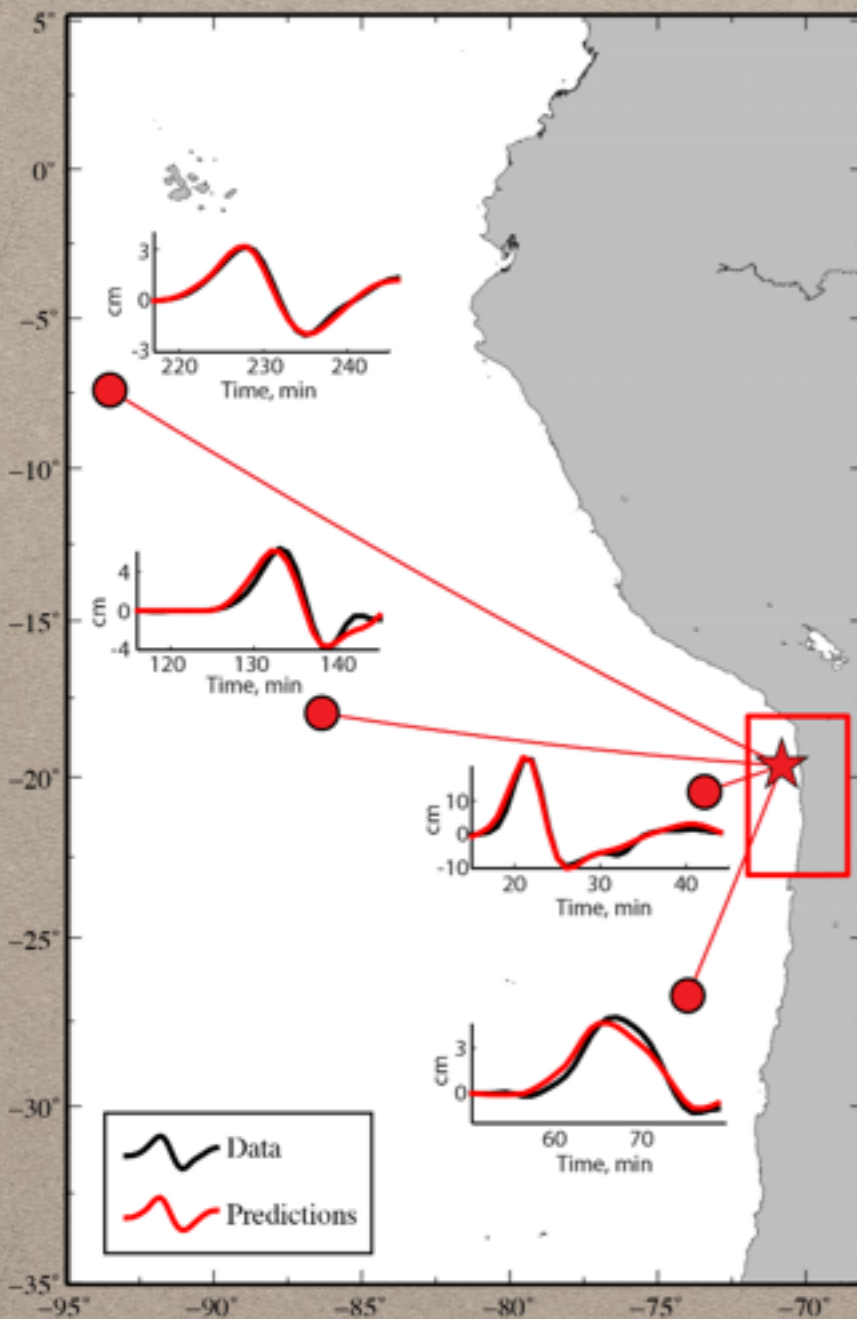 5°
0°
−5°
−10°
−15°
−20°
−25°
−30°
−35°
3
0
-3
cm
220 230 240
Time, min
4
0
-4
cm
120 130 140
Time, min
10
0
-10
cm
20 30 40
Time, min
3
0
cm
60 70
Time, min
Data
Predictions
−95° −90° −85° −80° −75° −70°